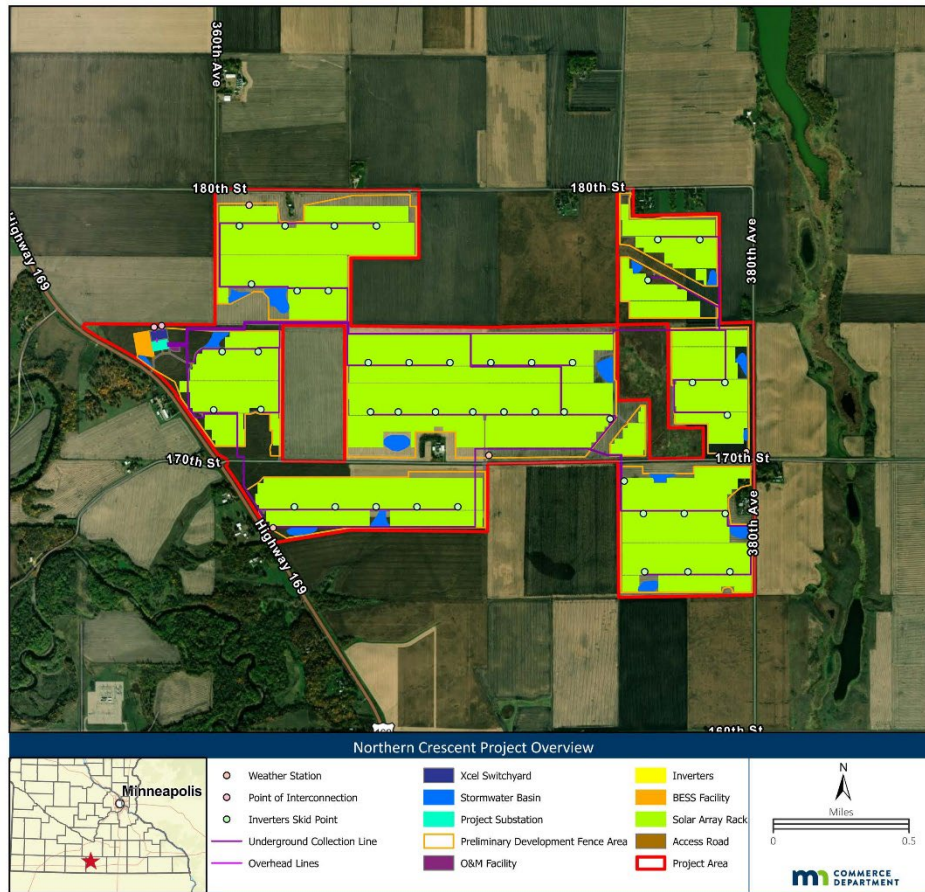 360th Ave
180th St
180th St
Highway 169
380th Ave
170th St
170th St
Highway 169
380th Ave
160th St
Northern Crescent Project Overview
Minneapolis
Weather Station
Point of Interconnection
Inverters Skid Point
Underground Collection Line
Overhead Lines
Xcel Switchyard
Stormwater Basin
Project Substation
Preliminary Development Fence Area
O&M Facility
Inverters
BESS Facility
Solar Array Rack
Access Road
Project Area
N
Miles
0 0.5
mn COMMERCE
DEPARTMENT